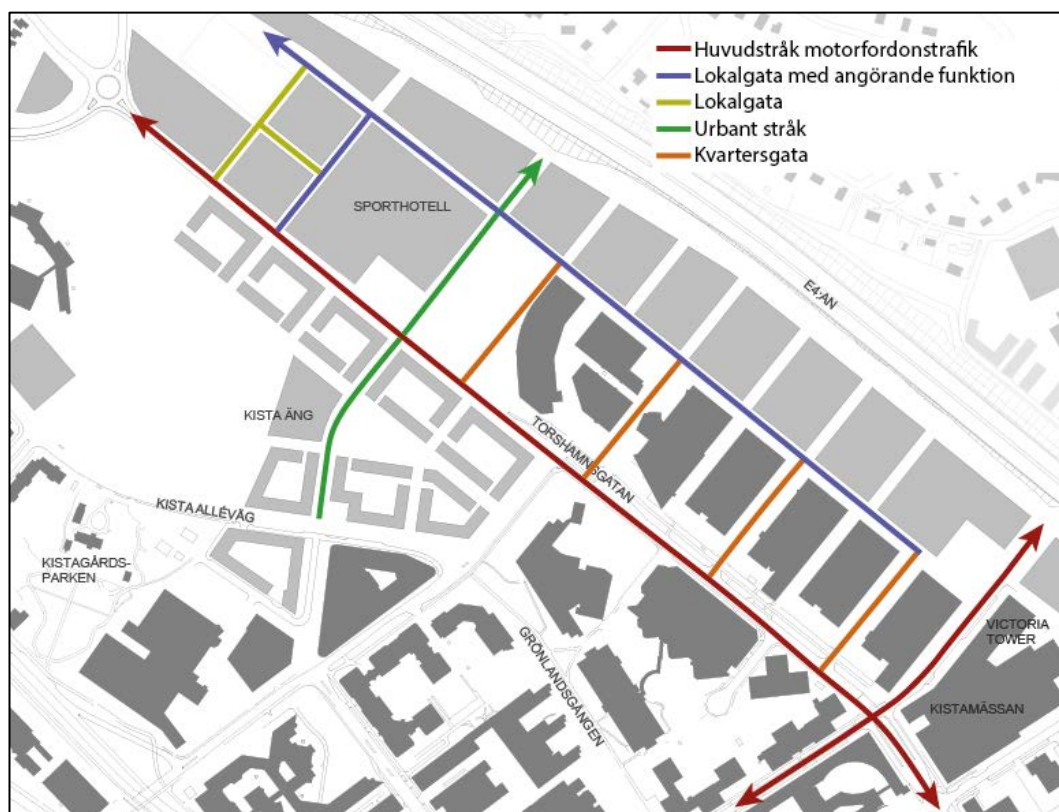 Huvudstråk motorfordonstrafik
Lokalgata med angörande funktion
Lokalgata
Urbant stråk
Kvartersgata
SPORTHOTELL
E4:AN
KISTA ÄNG
TORSHAMNSGATAN
KISTA ALLÉVÄG
KISTAGÅRDS-
PARKEN
GRÖNLANDSGÅNGEN
VICTORIA
TOWER
KISTAMÄSSAN